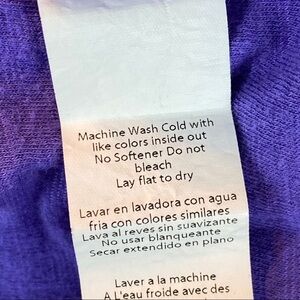 Machine Wash Cold with
like colors inside out
No Softener Do not
bleach
Lay flat to dry
Lavar en lavadora con agua
fria con colores similares
Lava al reves sin suavizante
No usar blanqueante
Secar extendido en plano
Laver a la machine
A L'eau froide avec des